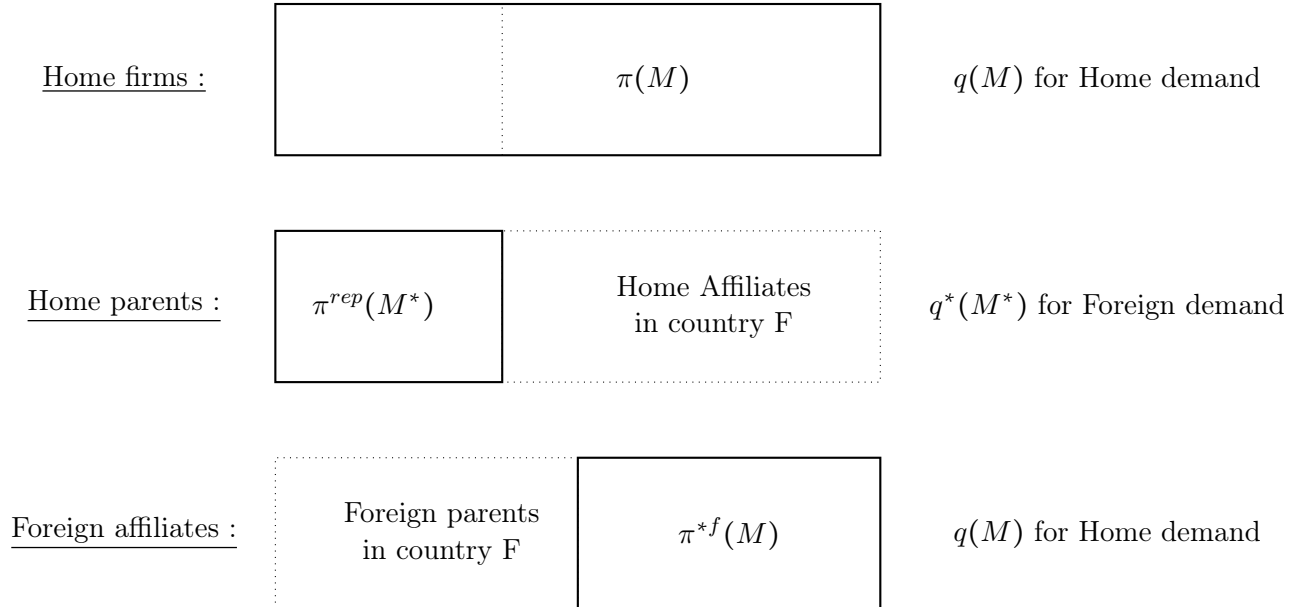 Home firms :
π(M)
q(M) for Home demand
Home parents :
π^{rep}(M*)
Home Affiliates
in country F
q*(M*) for Foreign demand
Foreign affiliates :
Foreign parents
in country F
π^{*f}(M)
q(M) for Home demand